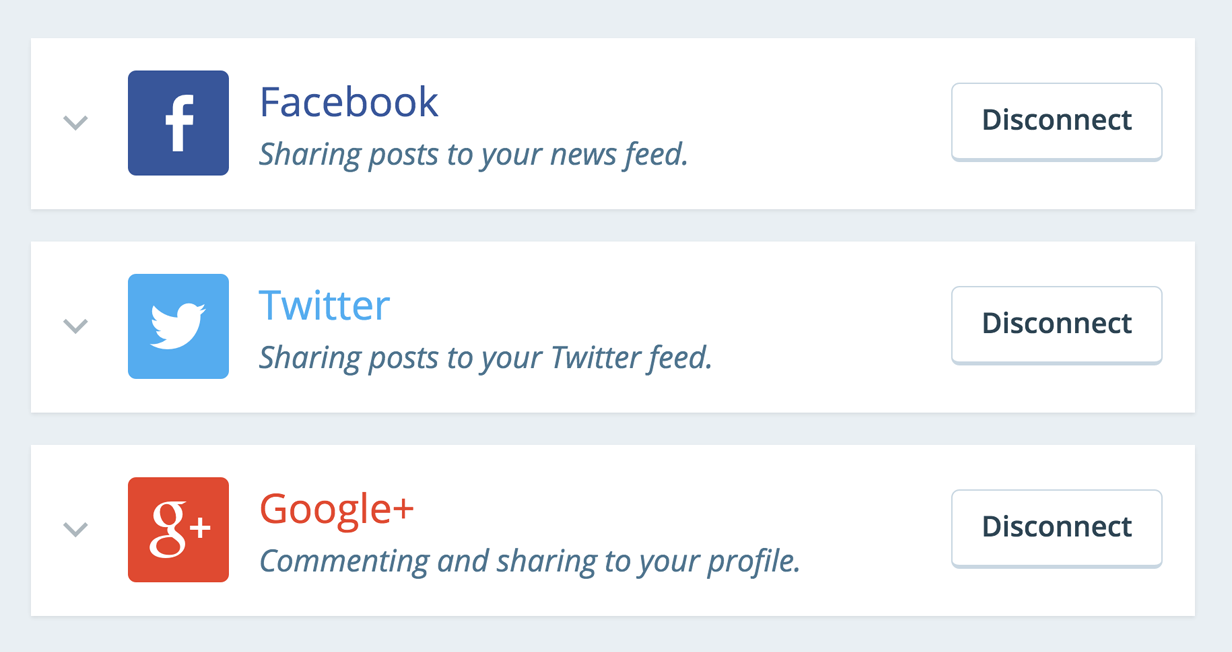 Facebook
Sharing posts to your news feed.
Disconnect
Twitter
Sharing posts to your Twitter feed.
Disconnect
g+
Google+
Commenting and sharing to your profile.
Disconnect